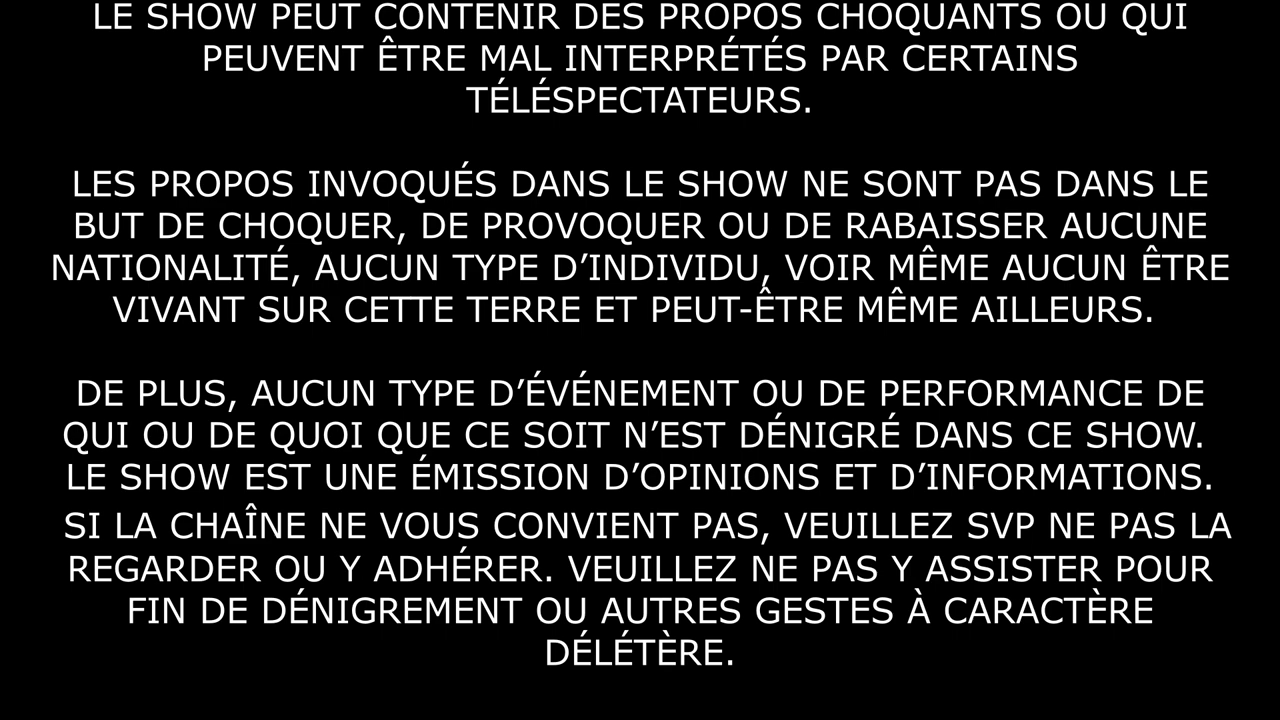 LE SHOW PEUT CONTENIR DES PROPOS CHOQUANTS OU QUI
PEUVENT ÊTRE MAL INTERPRÉTÉS PAR CERTAINS
TÉLÉSPECTATEURS.
LES PROPOS INVOQUÉS DANS LE SHOW NE SONT PAS DANS LE
BUT DE CHOQUER, DE PROVOQUER OU DE RABAISSER AUCUNE
NATIONALITÉ, AUCUN TYPE D’INDIVIDU, VOIR MÊME AUCUN ÊTRE
VIVANT SUR CETTE TERRE ET PEUT-ÊTRE MÊME AILLEURS.
DE PLUS, AUCUN TYPE D’ÉVÉNEMENT OU DE PERFORMANCE DE
QUI OU DE QUOI QUE CE SOIT N’EST DÉNIGRÉ DANS CE SHOW.
LE SHOW EST UNE ÉMISSION D’OPINIONS ET D’INFORMATIONS.
SI LA CHAÎNE NE VOUS CONVIENT PAS, VEUILLEZ SVP NE PAS LA
REGARDER OU Y ADHÉRER. VEUILLEZ NE PAS Y ASSISTER POUR
FIN DE DÉNIGREMENT OU AUTRES GESTES À CARACTÈRE
DÉLÉTÈRE.